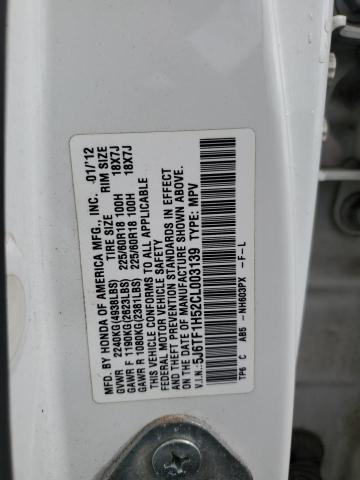 MFD. BY HONDA OF AMERICA MFG., INC. 01/12
TIRE SIZE RIM SIZE
GVWR 2240KG(4938LBS)
GAWR F 1190KG(2623LBS) 225/60R18 100H 18X7J
GAWR R 1080KG(2381LBS) 225/60R18 100H 18X7J
THIS VEHICLE CONFORMS TO ALL APPLICABLE
FEDERAL MOTOR VEHICLE SAFETY
THEFT PREVENTION STANDARDS IN EFFECT ON
THE DATE OF MANUFACTURE SHOWN ABOVE.
V.I.N.: 5J6TF1H52CL003139 TYPE: MPV
TP6 C AB5 -NH603PX -F-L